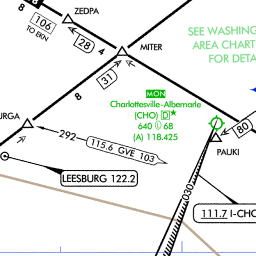 8
106
TO EKN
ZEDPA
28
4
MITER
SEE WASHING
AREA CHART
FOR DETA
31
8
MON
Charlottesville-Albemarle
(CHO) D★
640 68
(A) 118.425
URGA
292
115.6 GVE 103
80
PAUKI
LEESBURG 122.2
030
111.7 I-CHO